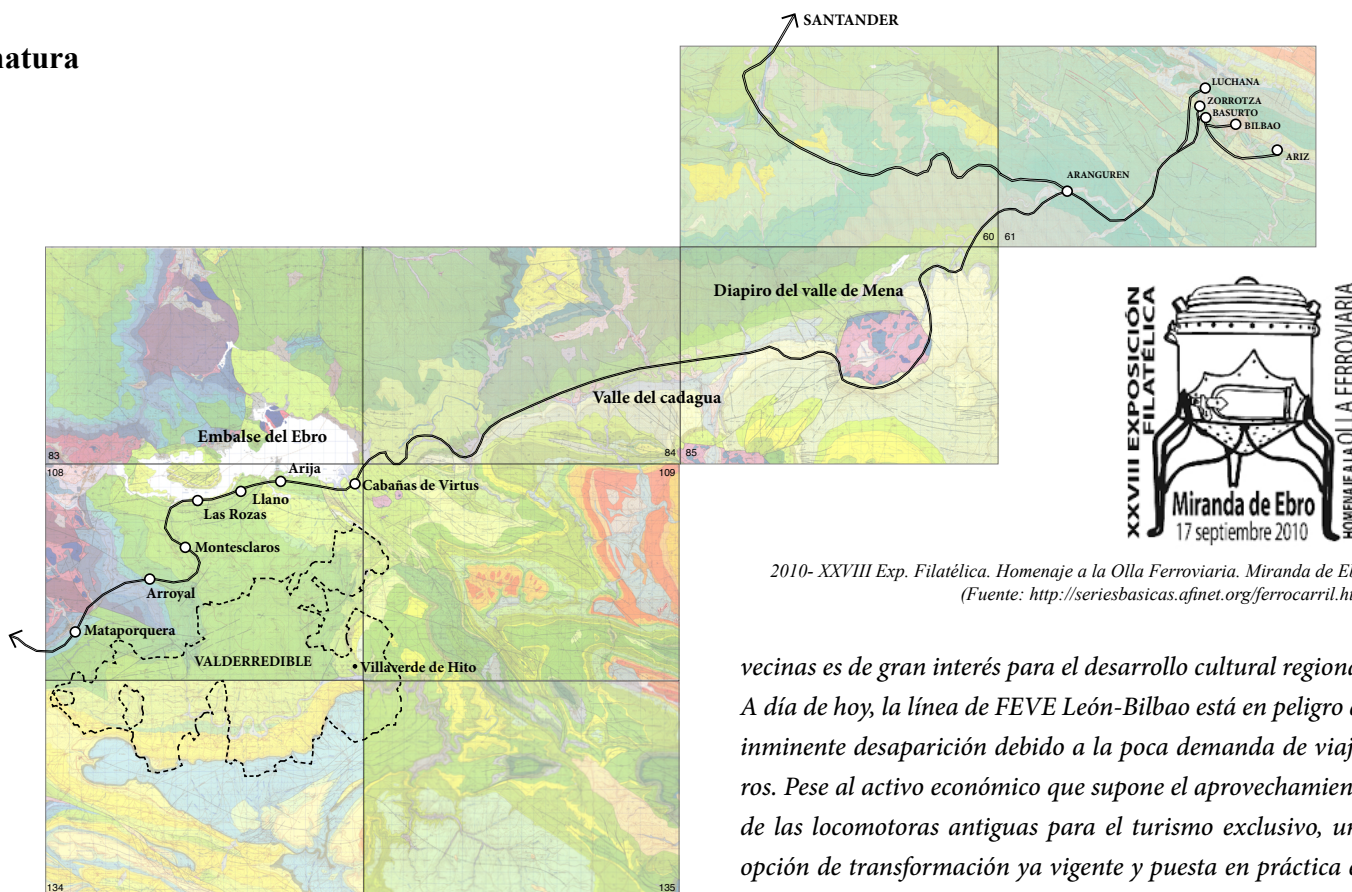 natura
SANTANDER
LUCHANA
ZORROTZA
BASURTO
BILBAO
ARIZ
ARANGUREN
60
61
Diapiro del valle de Mena
Valle del cadagua
Embalse del Ebro
83
84
85
108
109
Arija
Cabañas de Virtus
Llano
Las Rozas
Montesclaros
Arroyal
Mataporquera
VALDERREDIBLE
Villaverde de Hito
134
135
XXVIII EXPOSICIÓN
FILATÉLICA
HOMENAJE A LA OLLA FERROVIARIA
Miranda de Ebro
17 septiembre 2010
2010- XXVIII Exp. Filatélica. Homenaje a la Olla Ferroviaria. Miranda de Eb
(Fuente: http://seriesbasicas.afinet.org/ferrocarril.ht
vecinas es de gran interés para el desarrollo cultural regiona
A día de hoy, la línea de FEVE León-Bilbao está en peligro d
inminente desaparición debido a la poca demanda de viaj
ros. Pese al activo económico que supone el aprovechamien
de las locomotoras antiguas para el turismo exclusivo, un
opción de transformación ya vigente y puesta en práctica e